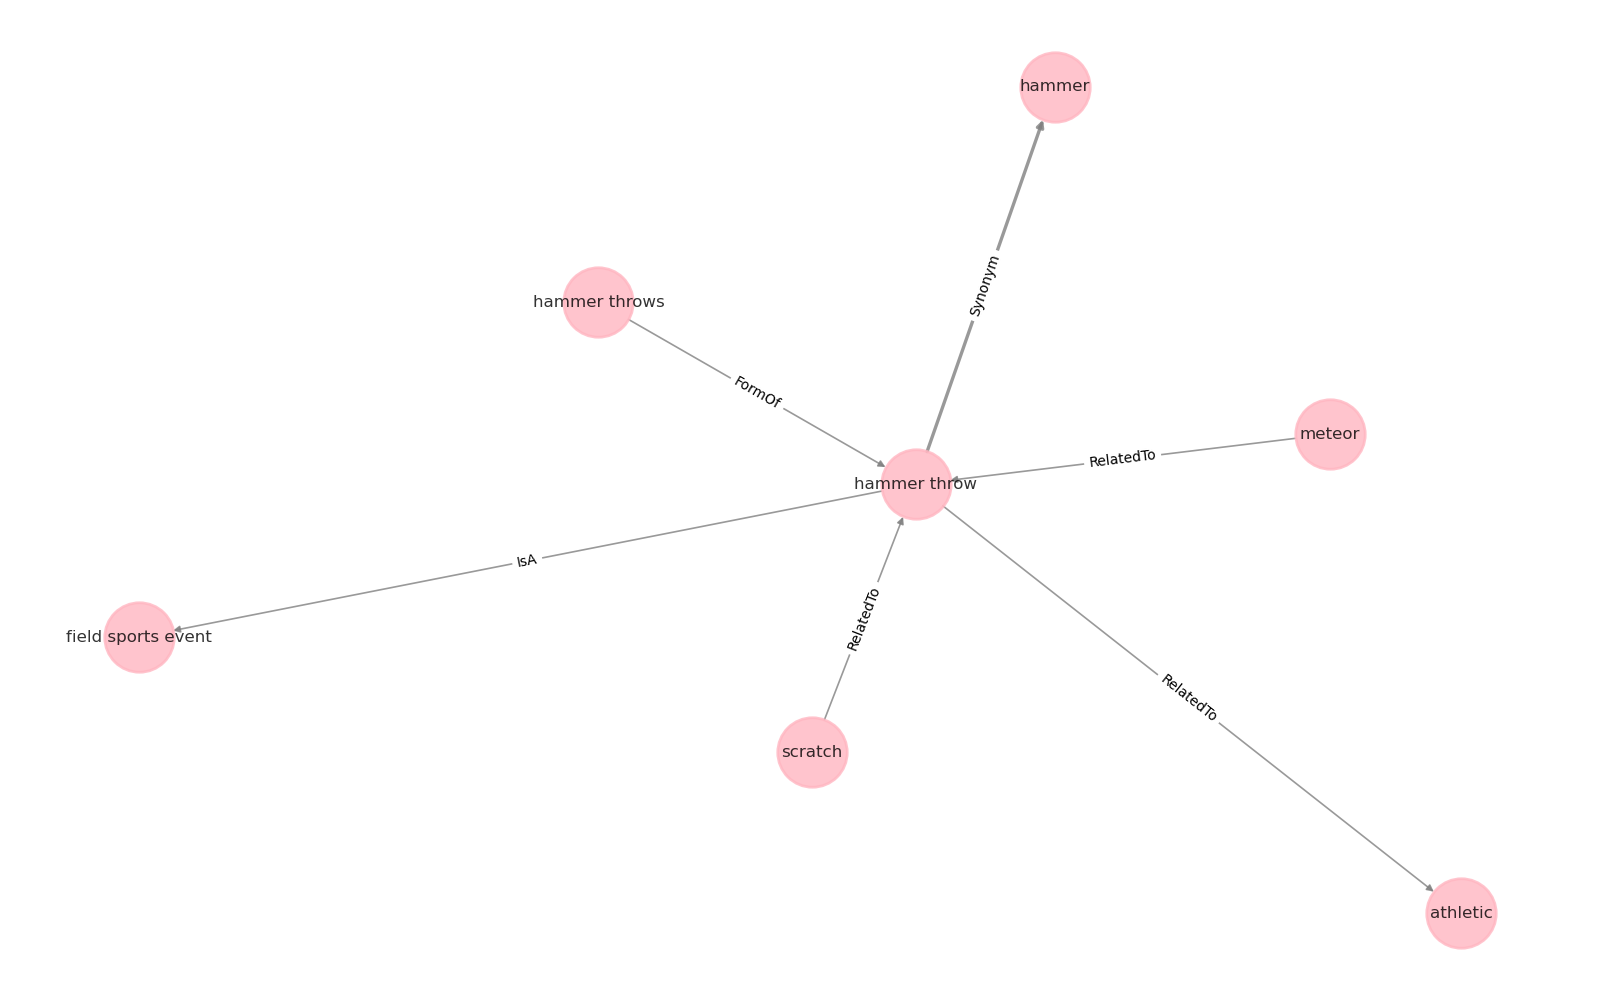 hammer
Synonym
hammer throws
FormOf
meteor
RelatedTo
hammer throw
IsA
RelatedTo
field sports event
RelatedTo
scratch
athletic